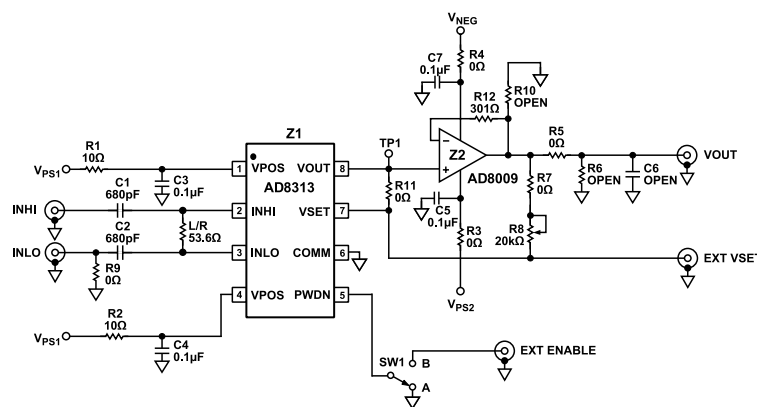 VNEG
R4
0Ω
C7
0.1µF
R10
OPEN
R12
301Ω
Z1
R5
0Ω
R1
10Ω
TP1
Z2
VOUT
VPS1
1 VPOS VOUT 8
− +
AD8009
R6
OPEN
C6
OPEN
C3
0.1µF
AD8313
R11
0Ω
R7
0Ω
C1
680pF
INHI
2 INHI VSET 7
C5
0.1µF
C2
680pF
L/R
53.6Ω
R3
0Ω
R8
20kΩ
INLO
3 INLO COMM 6
EXT VSET
R9
0Ω
VPS2
4 VPOS PWDN 5
R2
10Ω
VPS1
C4
0.1µF
SW1
B
A
EXT ENABLE